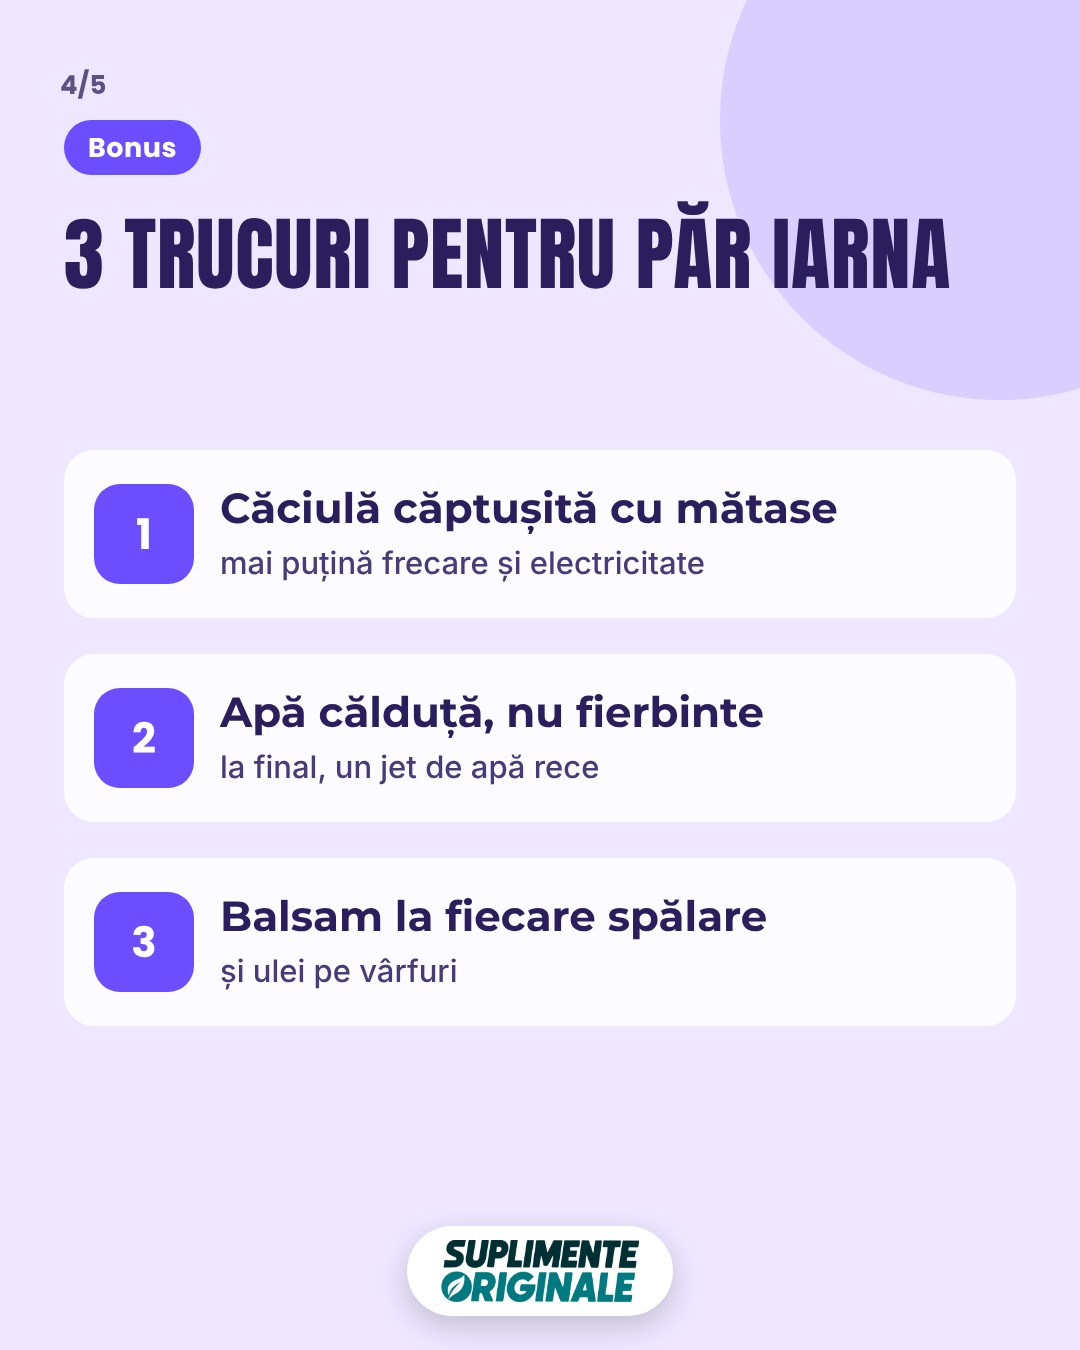 4/5
Bonus
3 TRUCURI PENTRU PĂR IARNA
1
Căciulă căptușită cu mătase
mai puțină frecare și electricitate
2
Apă călduță, nu fierbinte
la final, un jet de apă rece
3
Balsam la fiecare spălare
și ulei pe vârfuri
SUPLIMENTE
ORIGINALE